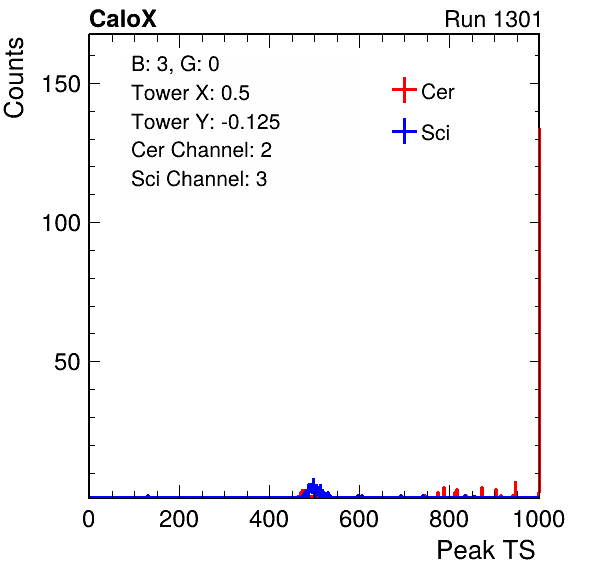 CaloX Run 1301
Counts
B: 3, G: 0
Tower X: 0.5
Tower Y: -0.125
Cer Channel: 2
Sci Channel: 3
Cer
Sci
150
100
50
0 200 400 600 800 1000
Peak TS